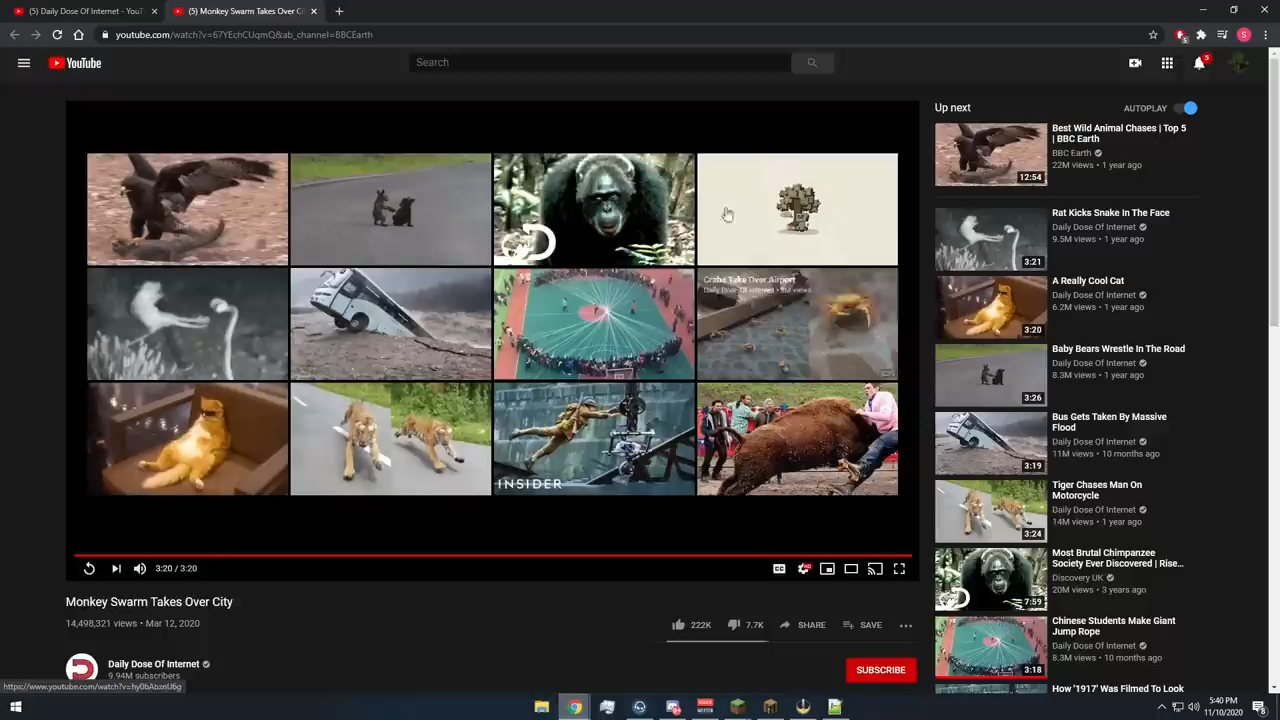 (5) Daily Dose Of Internet - YouT
(5) Monkey Swarm Takes Over Ci
youtube.com/watch?v=67YEchCUqmQ&ab_channel=BBCEarth
YouTube
Search
5
Up next
AUTOPLAY
Best Wild Animal Chases | Top 5
| BBC Earth
BBC Earth
22M views • 1 year ago
12:54
Rat Kicks Snake In The Face
Daily Dose Of Internet
9.5M views • 1 year ago
3:21
A Really Cool Cat
Daily Dose Of Internet
6.2M views • 1 year ago
3:20
Baby Bears Wrestle In The Road
Daily Dose Of Internet
8.3M views • 1 year ago
3:26
Bus Gets Taken By Massive
Flood
Daily Dose Of Internet
11M views • 10 months ago
3:19
Tiger Chases Man On
Motorcycle
Daily Dose Of Internet
14M views • 1 year ago
3:24
Most Brutal Chimpanzee
Society Ever Discovered | Rise...
Discovery UK
20M views • 3 years ago
7:59
Chinese Students Make Giant
Jump Rope
Daily Dose Of Internet
8.3M views • 10 months ago
3:18
How '1917' Was Filmed To Look
Crabs Take Over Airport
Daily Dose Of Internet • 9M views
INSIDER
3:20 / 3:20
Monkey Swarm Takes Over City
14,498,321 views • Mar 12, 2020
222K
7.7K
SHARE
SAVE
Daily Dose Of Internet
9.94M subscribers
SUBSCRIBE
https://www.youtube.com/watch?v=hy0bAbznU6g
5:40 PM
11/10/2020